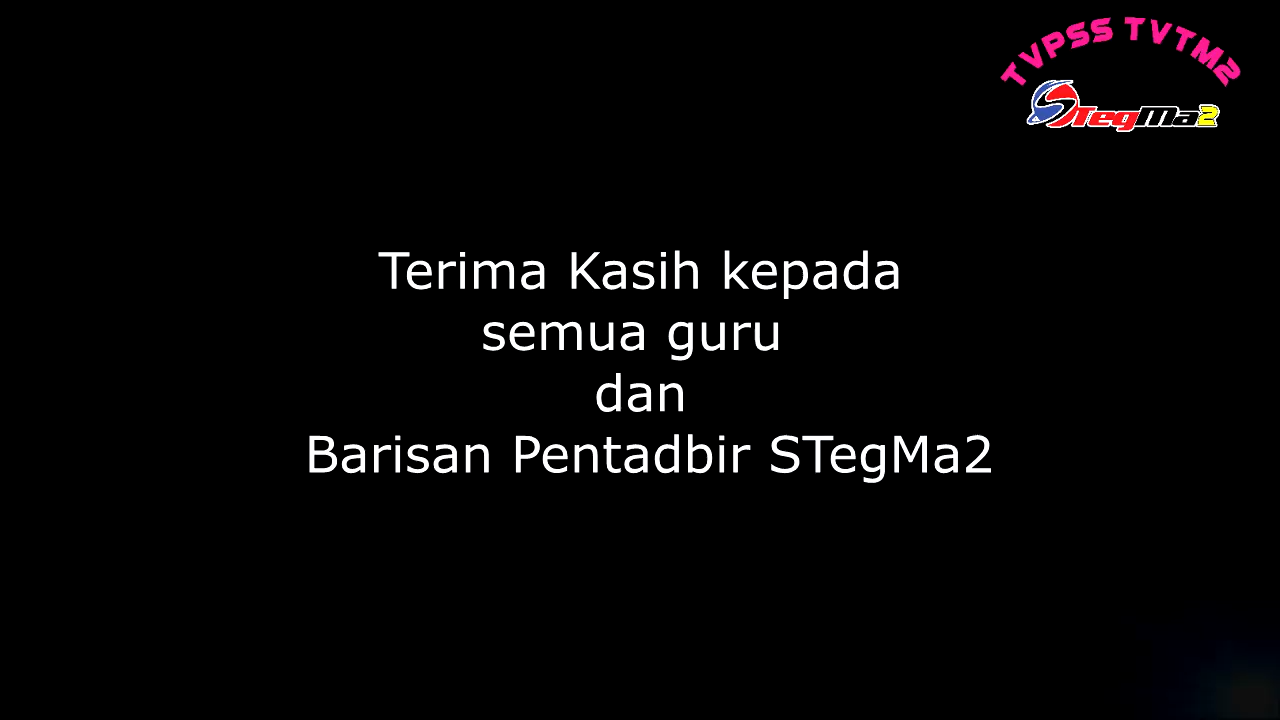 TVPSS TVTM2
STegMa2
Terima Kasih kepada
semua guru
dan
Barisan Pentadbir STegMa2